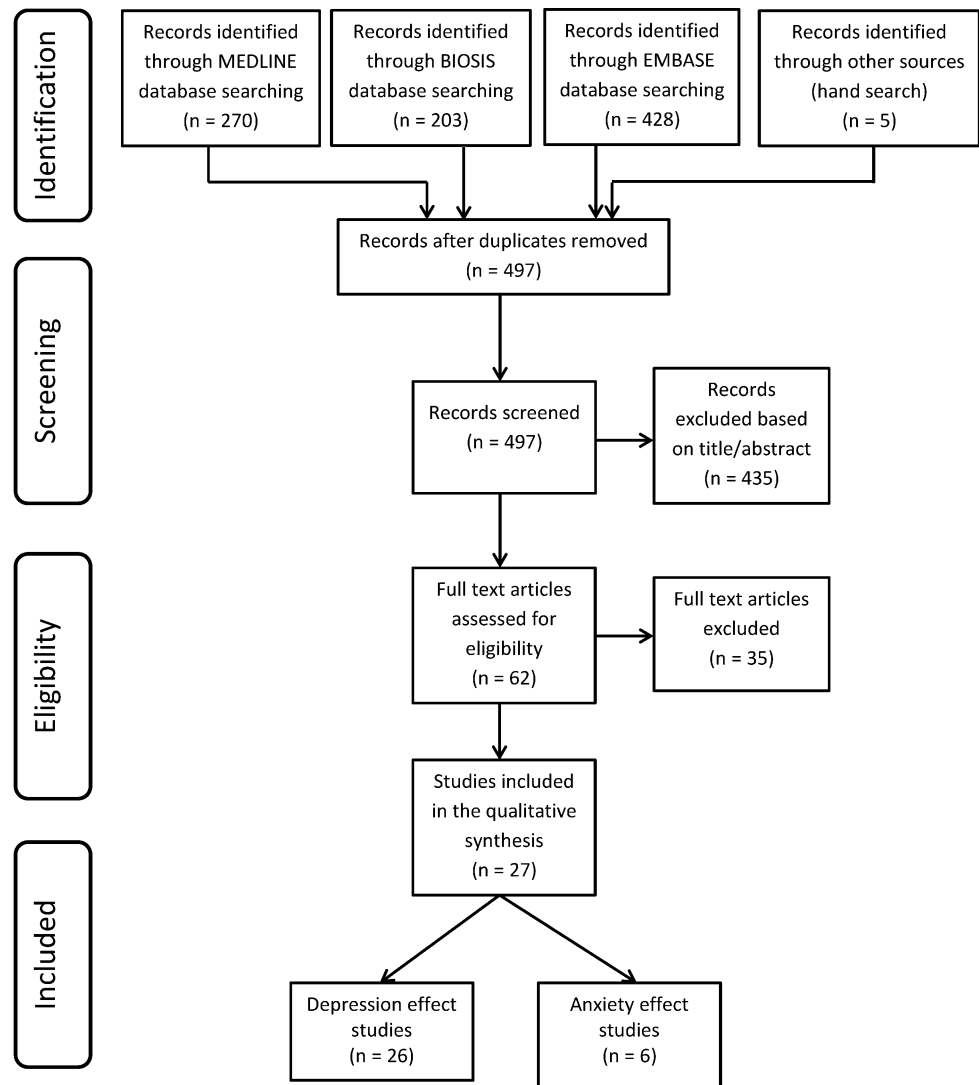 Identification
Records identified
through MEDLINE
database searching
(n = 270)
Records identified
through BIOSIS
database searching
(n = 203)
Records identified
through EMBASE
database searching
(n = 428)
Records identified
through other sources
(hand search)
(n = 5)
Records after duplicates removed
(n = 497)
Screening
Records screened
(n = 497)
Records
excluded based
on title/abstract
(n = 435)
Eligibility
Full text articles
assessed for
eligibility
(n = 62)
Full text articles
excluded
(n = 35)
Studies included
in the qualitative
synthesis
(n = 27)
Included
Depression effect
studies
(n = 26)
Anxiety effect
studies
(n = 6)